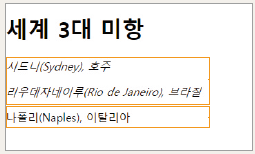 세계 3대 미항
시드니(Sydney), 호주
리우데자네이루(Rio de Janeiro), 브라질
나폴리(Naples), 이탈리아